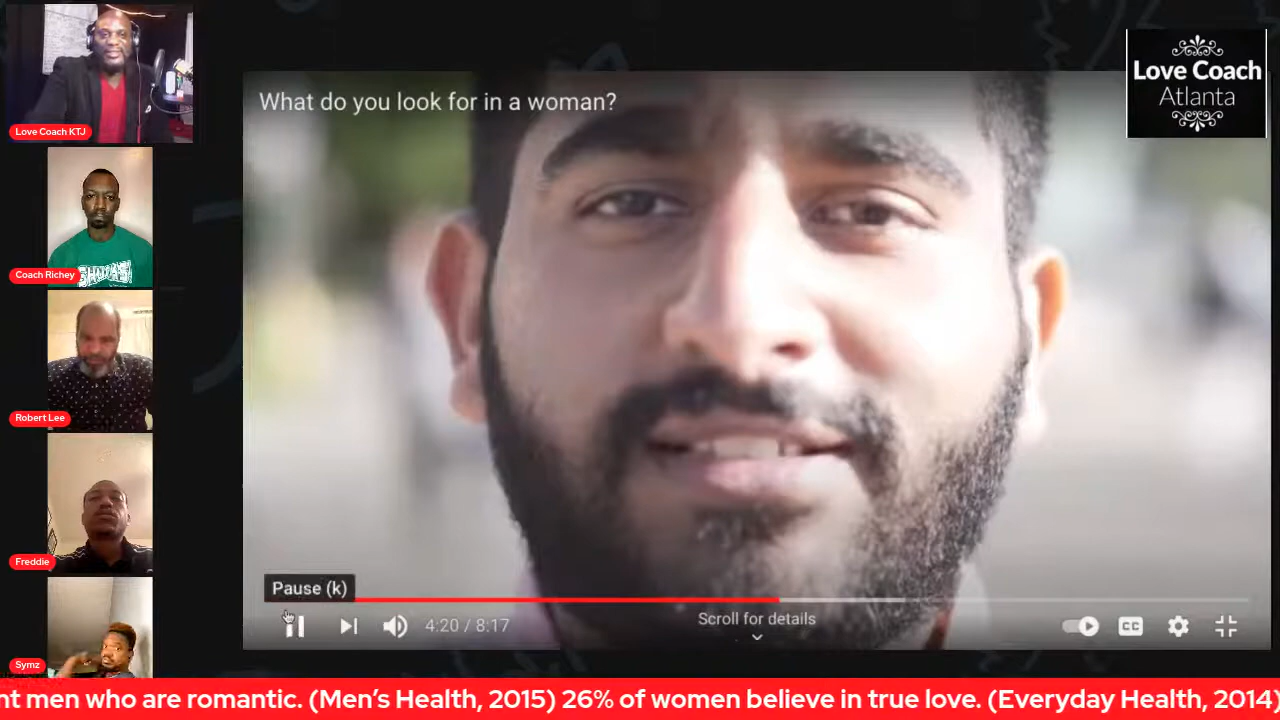 Love Coach KTJ
Coach Richey
Robert Lee
Freddie
Symz
What do you look for in a woman?
Love Coach
Atlanta
Pause (k)
4:20 / 8:17
Scroll for details
CC
nt men who are romantic. (Men's Health, 2015) 26% of women believe in true love. (Everyday Health, 2014)